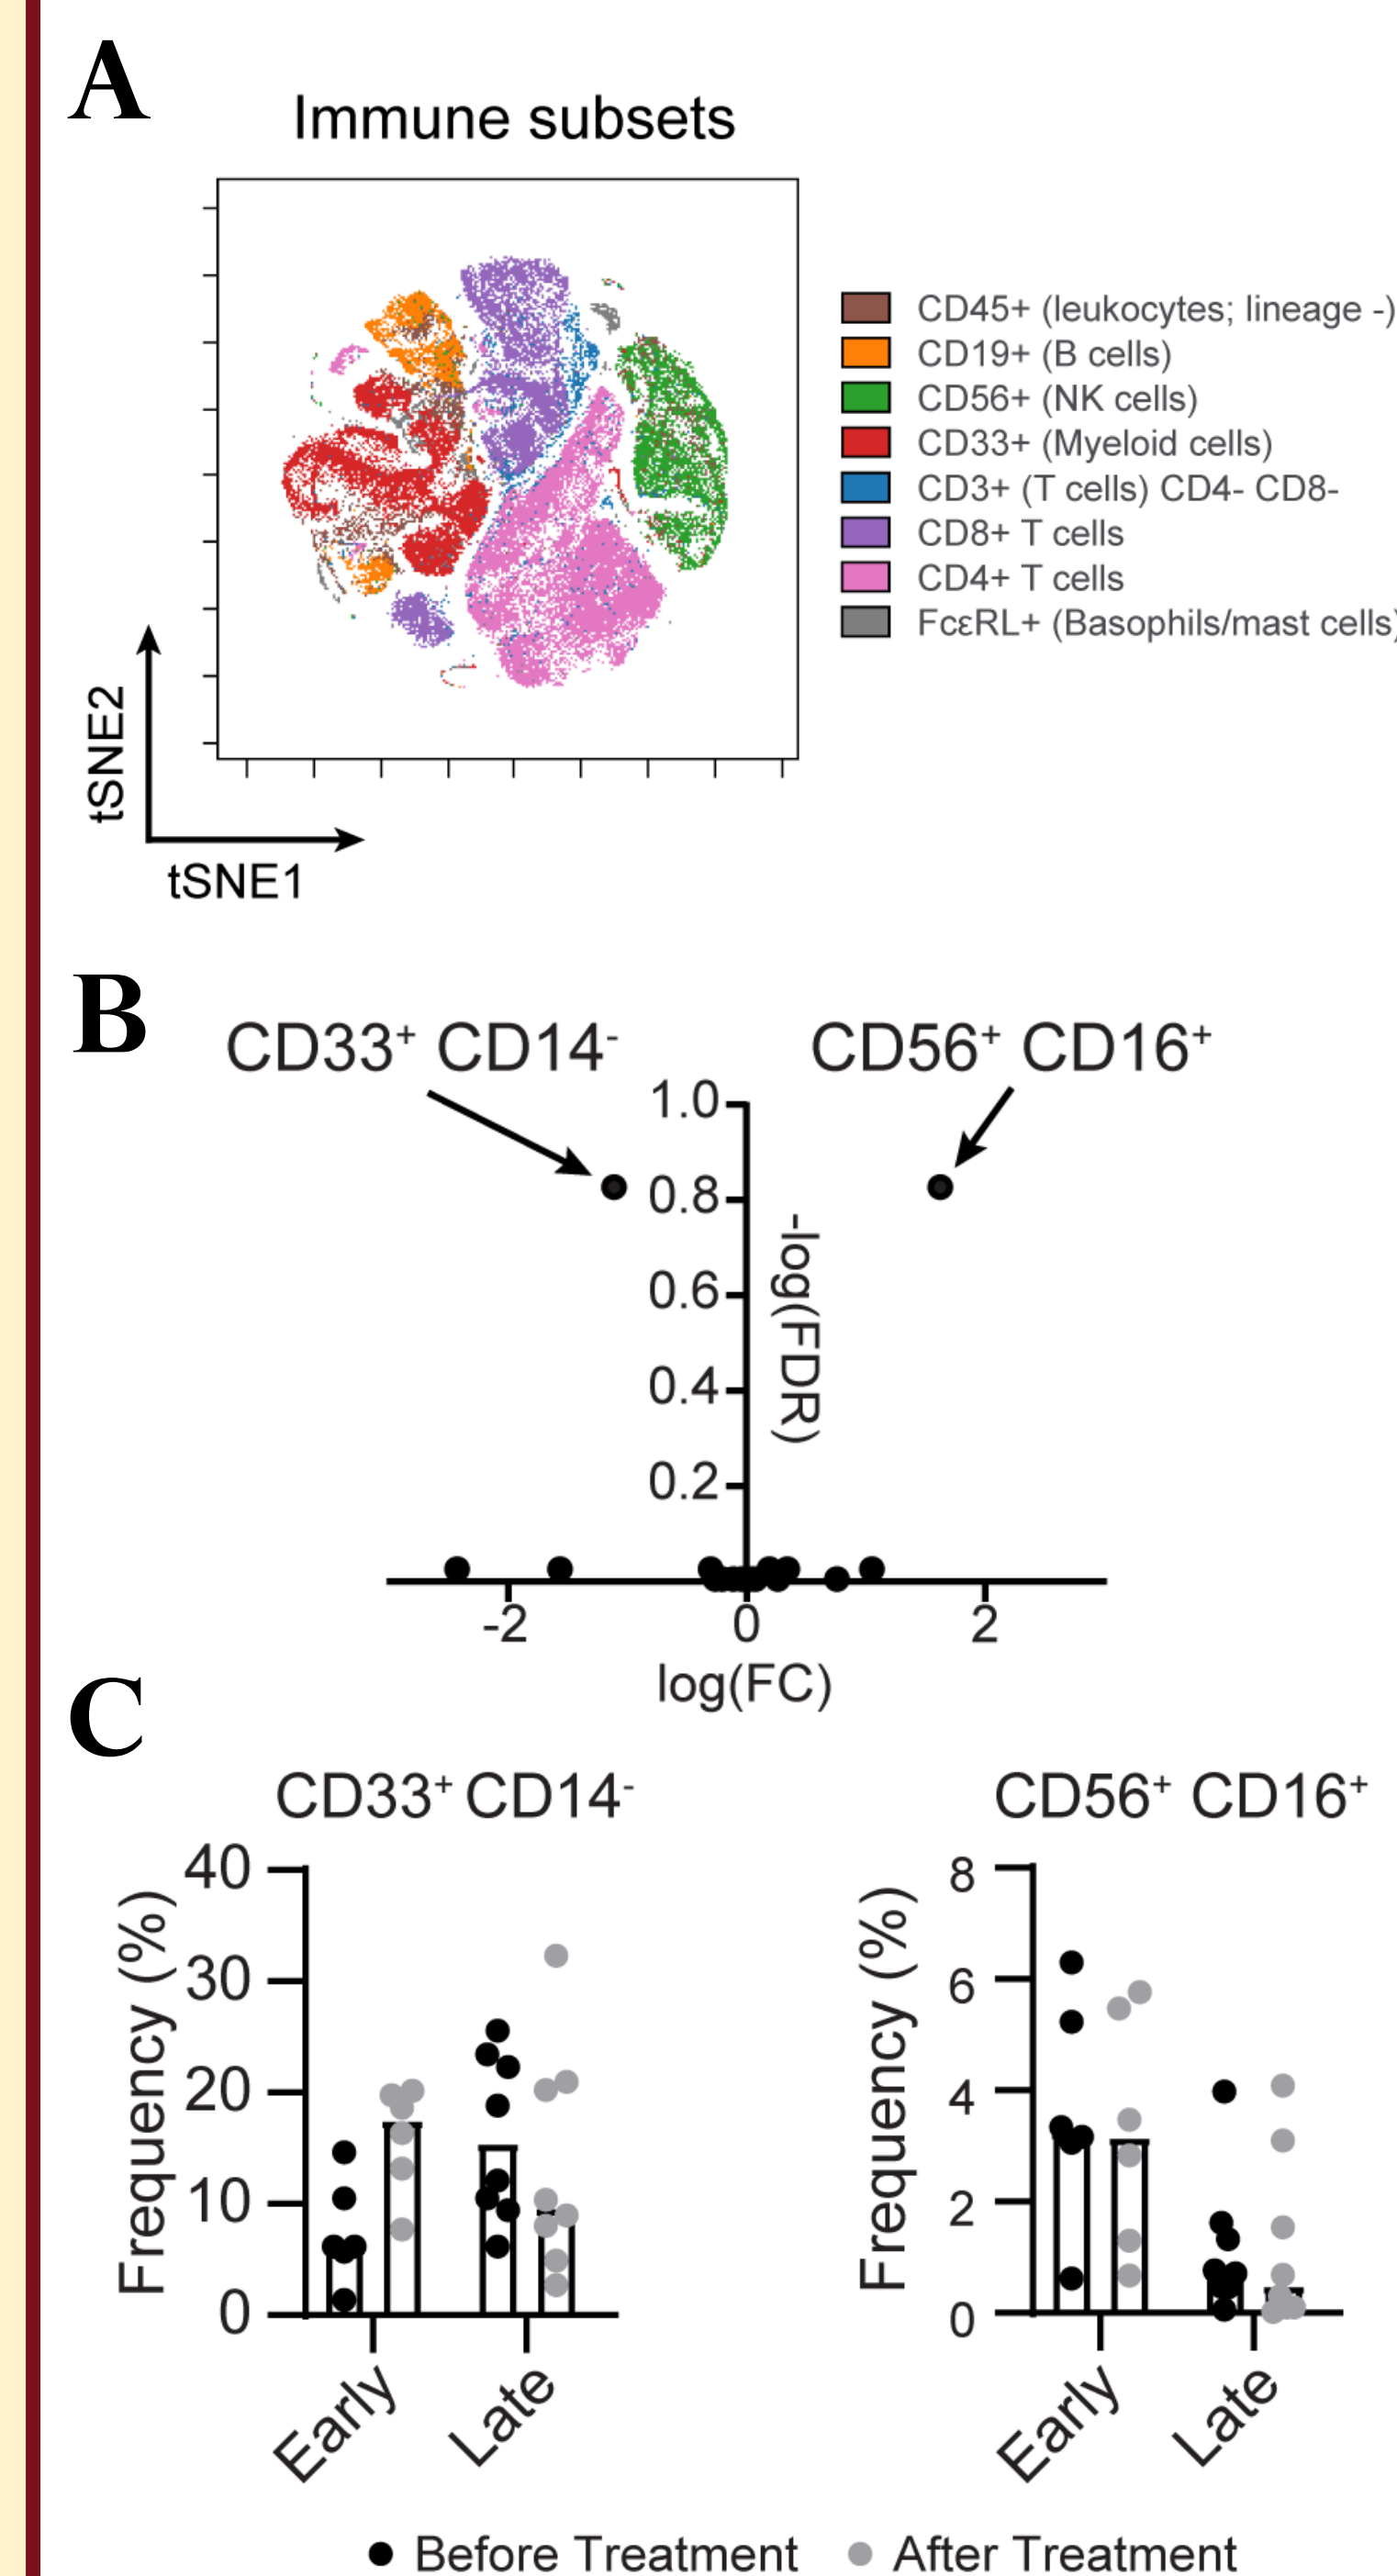 A
Immune subsets
CD45+ (leukocytes; lineage -)
CD19+ (B cells)
CD56+ (NK cells)
CD33+ (Myeloid cells)
CD3+ (T cells) CD4- CD8-
CD8+ T cells
CD4+ T cells
FcεRL+ (Basophils/mast cells)
tSNE2
tSNE1
B
CD33⁺ CD14⁻
CD56⁺ CD16⁺
1.0
0.8
0.6
0.4
0.2
-log(FDR)
-2 0 2
log(FC)
C
CD33⁺ CD14⁻
Frequency (%)
40
30
20
10
0
Early Late
CD56⁺ CD16⁺
Frequency (%)
8
6
4
2
0
Early Late
Before Treatment After Treatment